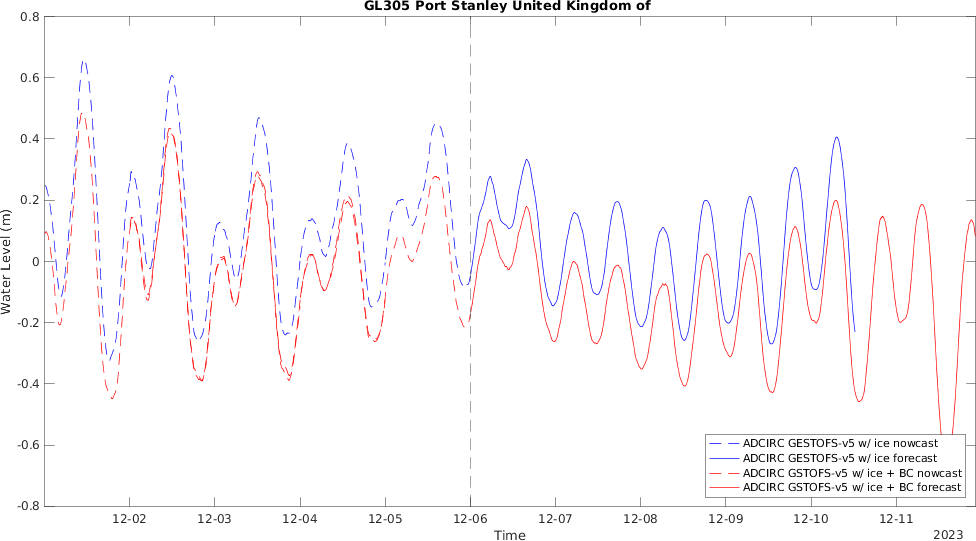 GL305 Port Stanley United Kingdom of
Water Level (m)
0.8
0.6
0.4
0.2
0
-0.2
-0.4
-0.6
-0.8
ADCIRC GESTOFS-v5 w/ ice nowcast
ADCIRC GESTOFS-v5 w/ ice forecast
ADCIRC GSTOFS-v5 w/ ice + BC nowcast
ADCIRC GSTOFS-v5 w/ ice + BC forecast
12-02 12-03 12-04 12-05 12-06 12-07 12-08 12-09 12-10 12-11
Time
2023